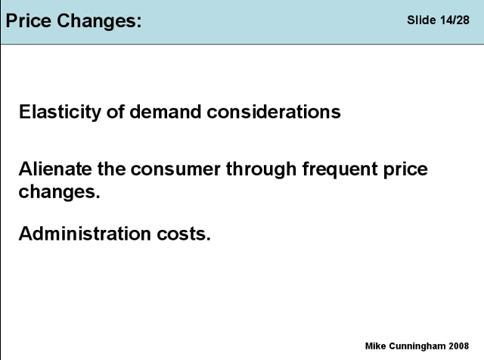 Price Changes:
Slide 14/28
Elasticity of demand considerations
Alienate the consumer through frequent price
changes.
Administration costs.
Mike Cunningham 2008